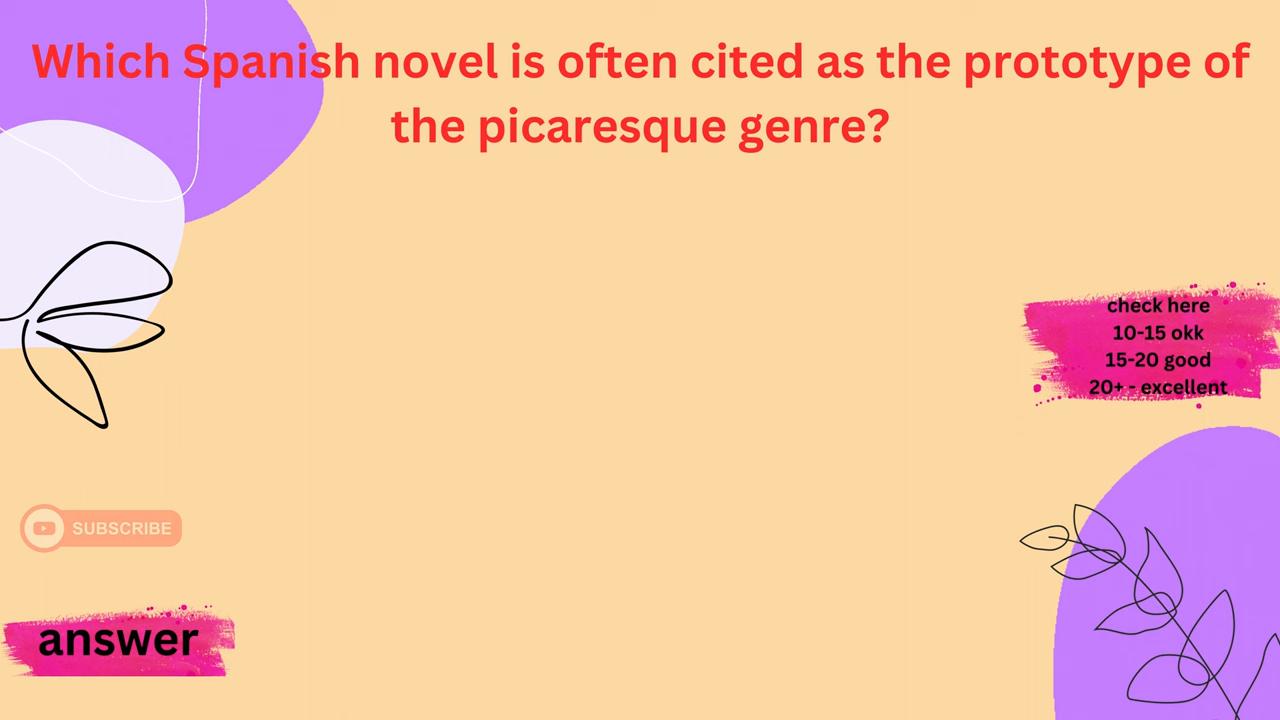 Which Spanish novel is often cited as the prototype of
the picaresque genre?
check here
10-15 okk
15-20 good
20+ - excellent
SUBSCRIBE
answer